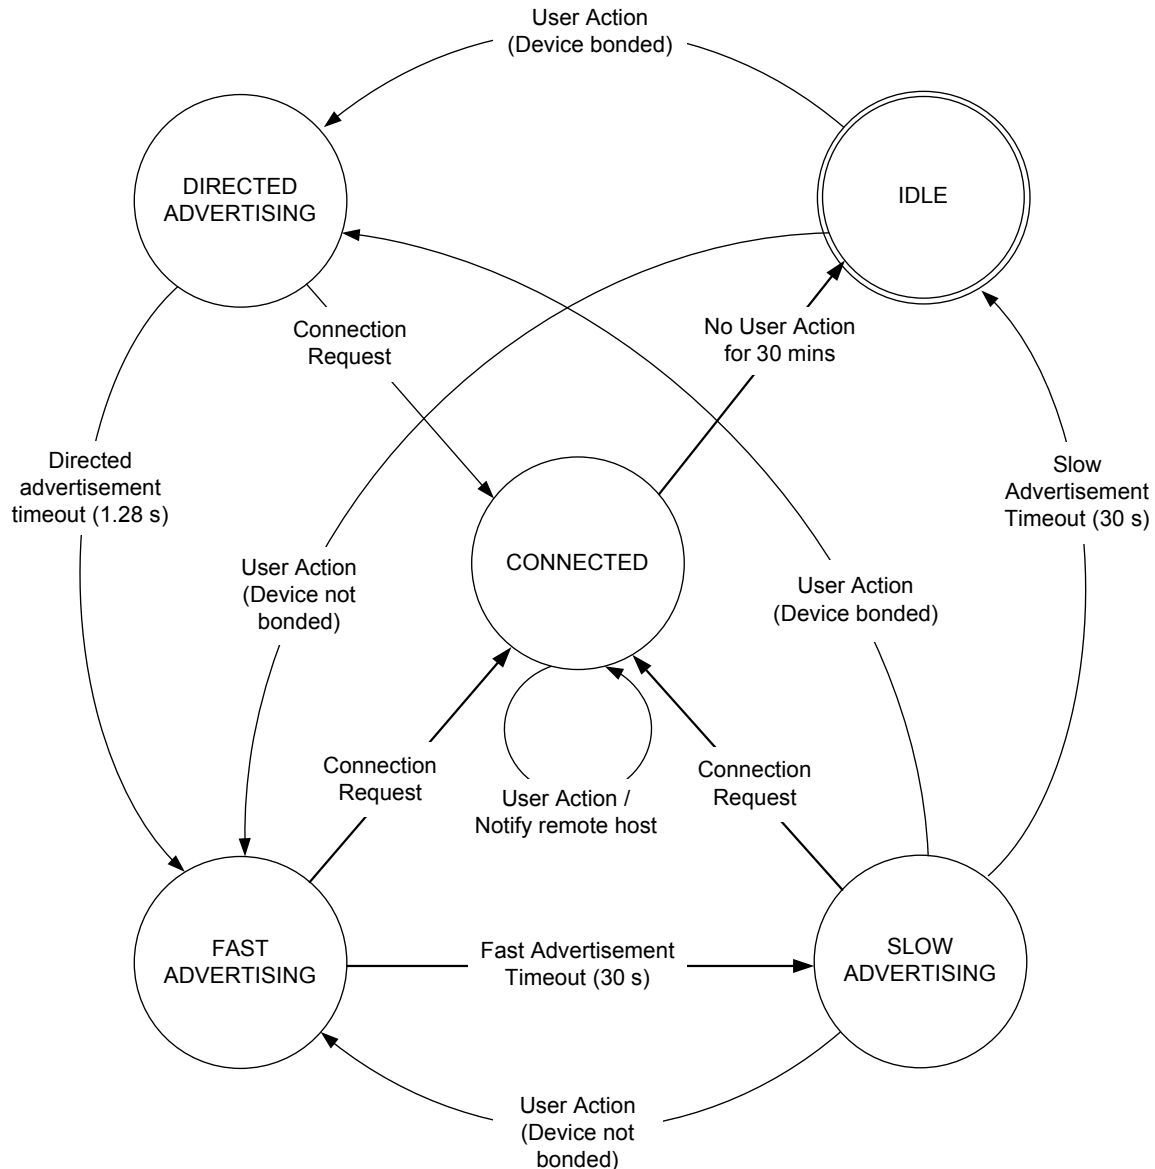 User Action
(Device bonded)
DIRECTED
ADVERTISING
IDLE
Connection
Request
No User Action
for 30 mins
Directed
advertisement
timeout (1.28 s)
Slow
Advertisement
Timeout (30 s)
User Action
(Device not
bonded)
CONNECTED
User Action
(Device bonded)
Connection
Request
User Action /
Notify remote host
Connection
Request
FAST
ADVERTISING
Fast Advertisement
Timeout (30 s)
SLOW
ADVERTISING
User Action
(Device not
bonded)